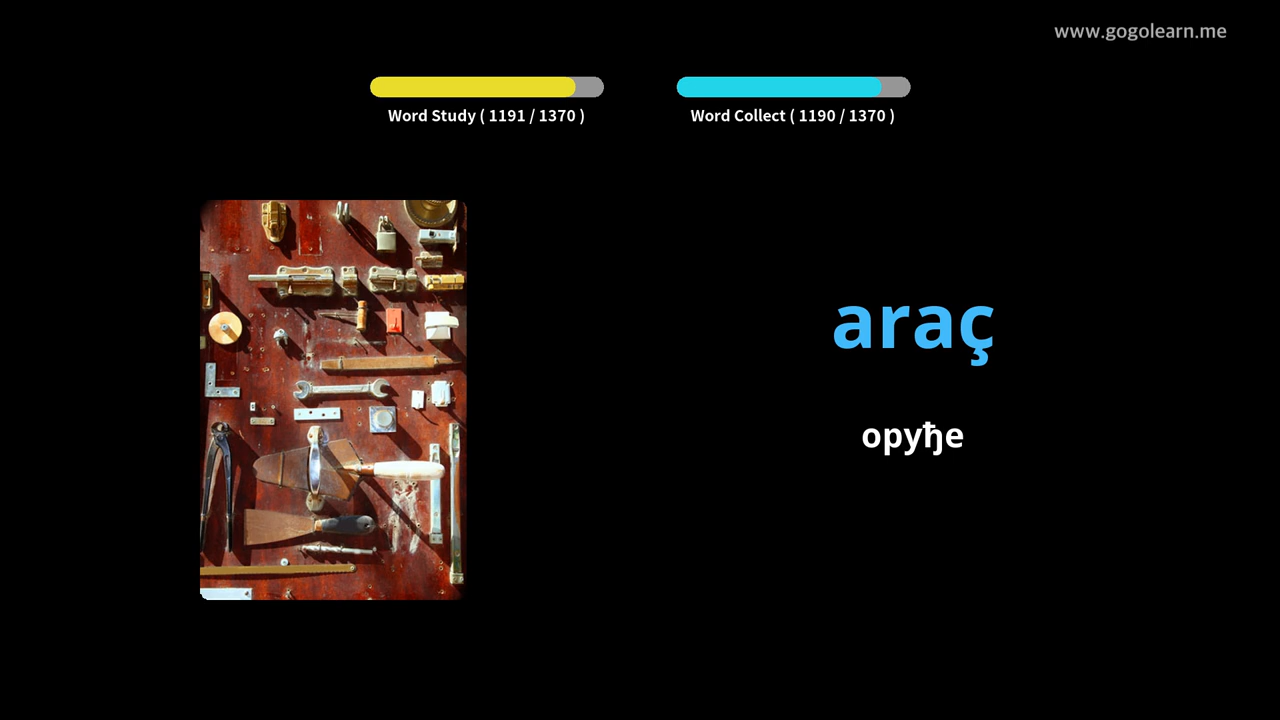 www.gogolearn.me
Word Study ( 1191 / 1370 )
Word Collect ( 1190 / 1370 )
araç
оруђе